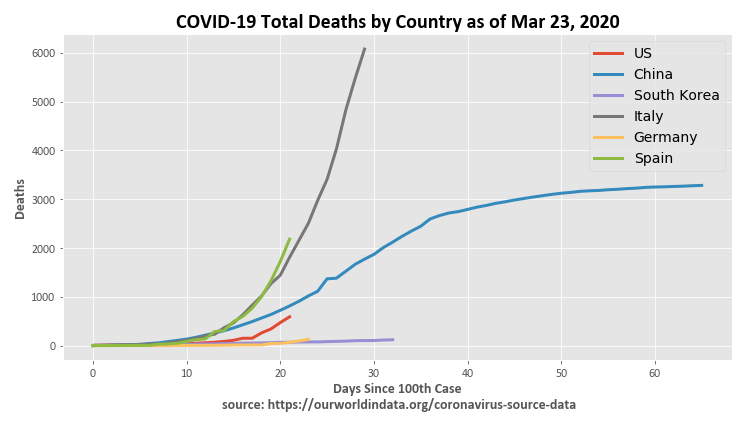 COVID-19 Total Deaths by Country as of Mar 23, 2020
US
China
South Korea
Italy
Germany
Spain
6000
5000
4000
3000
2000
1000
0
Deaths
0 10 20 30 40 50 60
Days Since 100th Case
source: https://ourworldindata.org/coronavirus-source-data